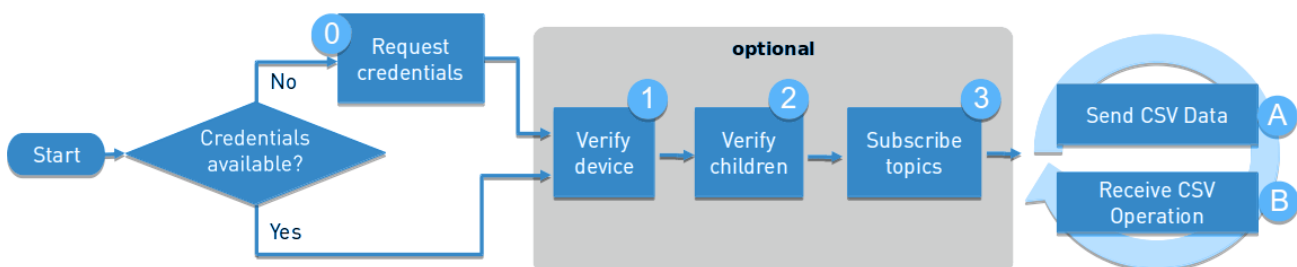 0
Request
credentials
No
Start
Credentials
available?
Yes
optional
1
Verify
device
2
Verify
children
3
Subscribe
topics
Send CSV Data
A
Receive CSV
Operation
B